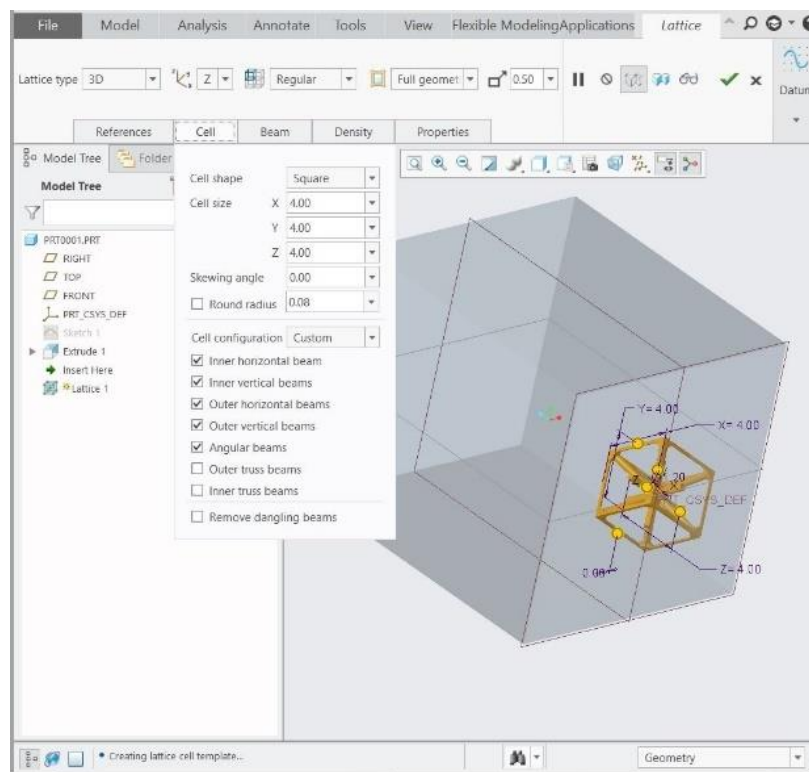 File Model Analysis Annotate Tools View Flexible Modeling Applications Lattice
Lattice type 3D Z Regular Full geomet 0.50
Datum
References Cell Beam Density Properties
Model Tree Folder
Model Tree
PRT0001.PRT
RIGHT
TOP
FRONT
PRT_CSYS_DEF
Sketch 1
Extrude 1
Insert Here
Lattice 1
Cell shape Square
Cell size X 4.00
Y 4.00
Z 4.00
Skewing angle 0.00
Round radius 0.08
Cell configuration Custom
Inner horizontal beam
Inner vertical beams
Outer horizontal beams
Outer vertical beams
Angular beams
Outer truss beams
Inner truss beams
Remove dangling beams
Y= 4.00
X= 4.00
Z= 4.00
Creating lattice cell template...
Geometry